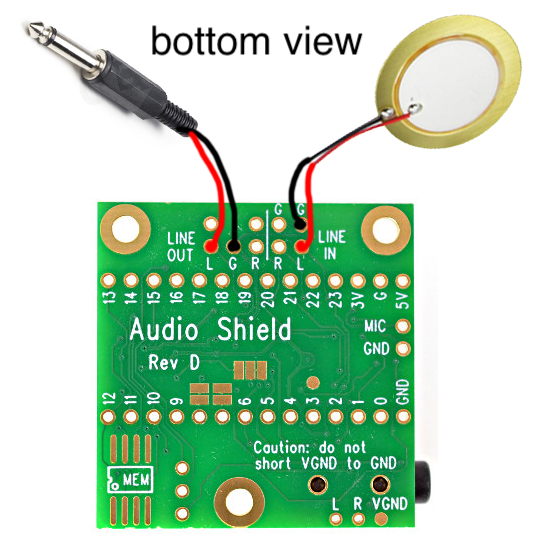 bottom view
G G
LINE
OUT
L G R R L
LINE
IN
13 14 15 16 17 18 19 20 21 22 23 3V G 5V
Audio Shield
MIC
GND
Rev D
12 11 10 9 6 5 4 3 2 1 0 GND
Caution: do not
short VGND to GND
MEM
L R VGND